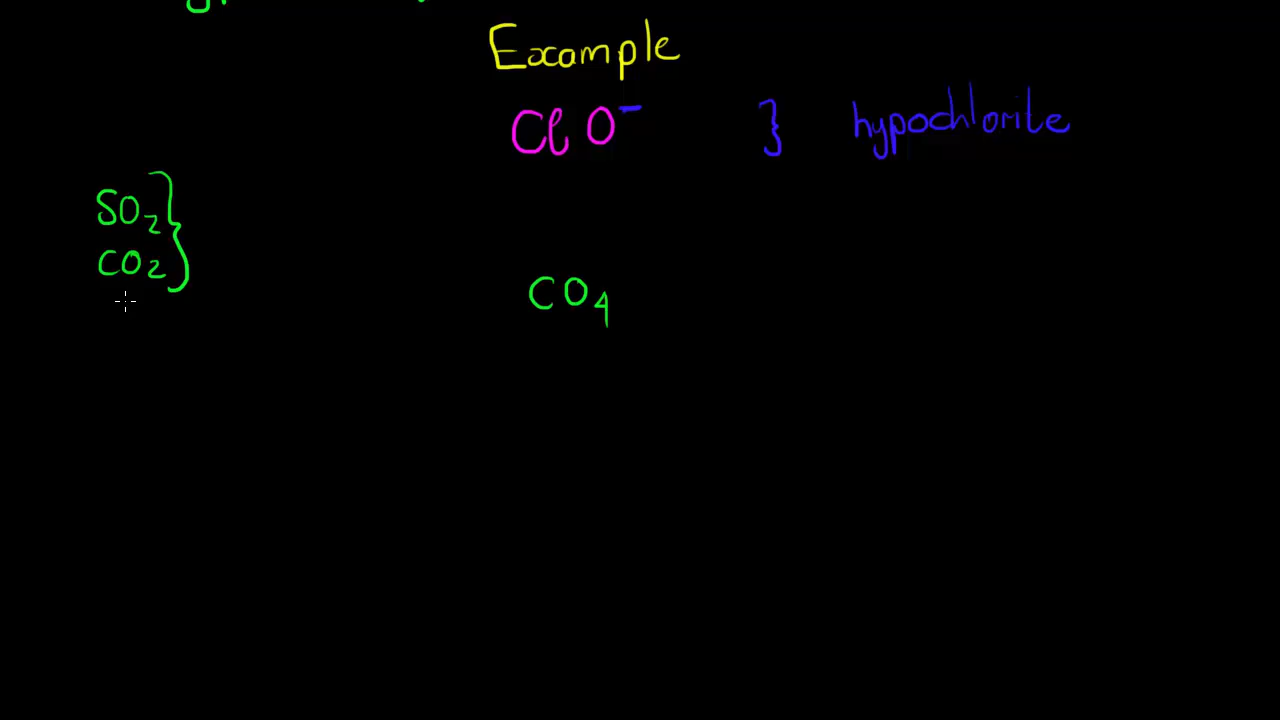 Example
ClO⁻ } hypochlorite
SO₂ }
CO₂
CO₄